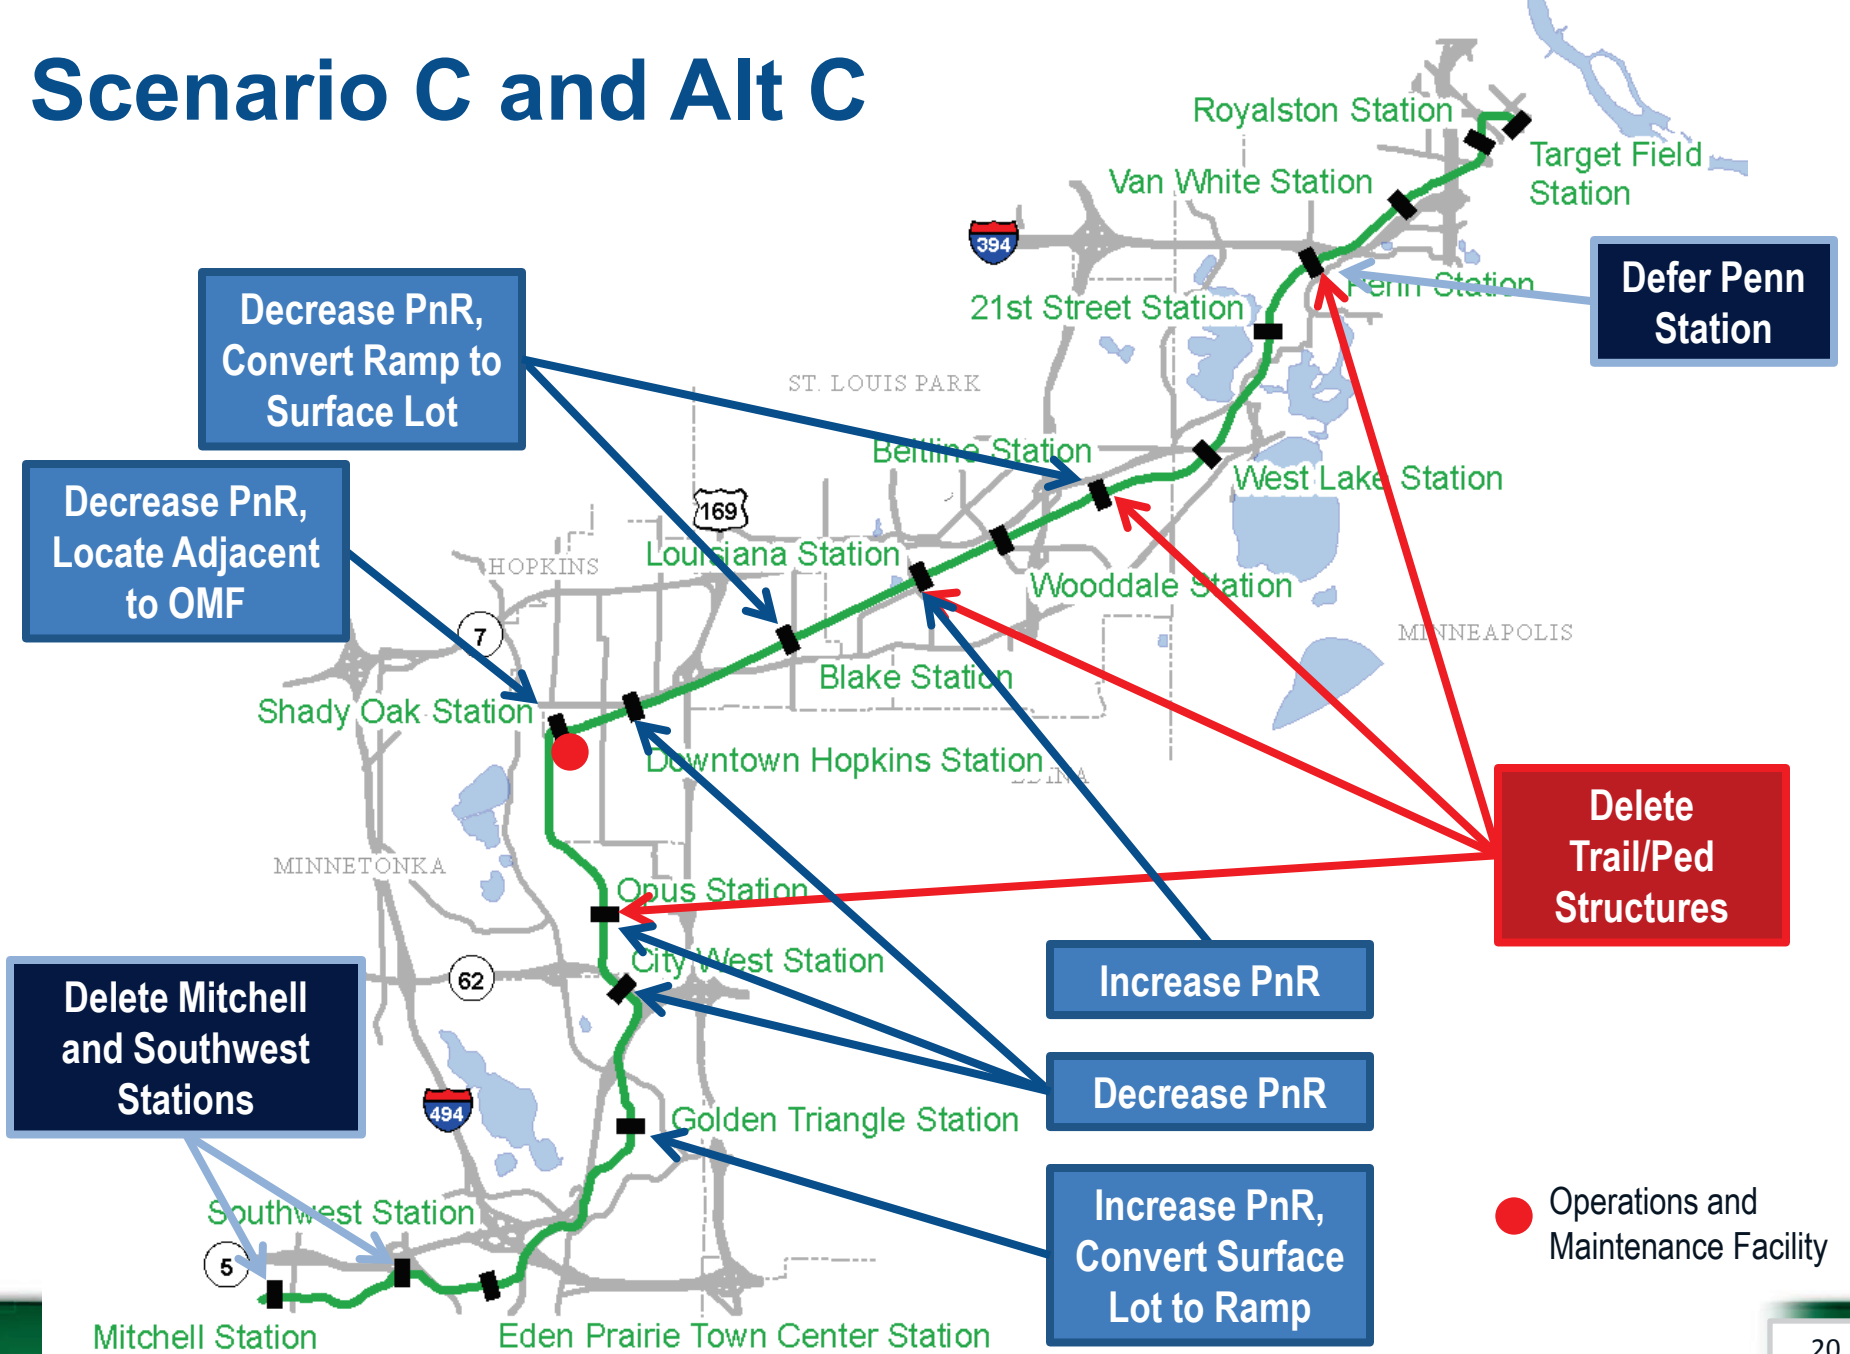 Scenario C and Alt C
Royalston Station
Target Field
Station
Van White Station
394
Defer Penn
Station
Penn Station
21st Street Station
Decrease PnR,
Convert Ramp to
Surface Lot
ST. LOUIS PARK
Beltline Station
West Lake Station
Decrease PnR,
Locate Adjacent
to OMF
169
HOPKINS
Louisiana Station
Wooddale Station
7
MINNEAPOLIS
Blake Station
Shady Oak Station
Downtown Hopkins Station
EDINA
Delete
Trail/Ped
Structures
MINNETONKA
Opus Station
City West Station
Increase PnR
62
Delete Mitchell
and Southwest
Stations
Decrease PnR
494
Golden Triangle Station
Increase PnR,
Convert Surface
Lot to Ramp
Operations and
Maintenance Facility
Southwest Station
5
Mitchell Station
Eden Prairie Town Center Station
20